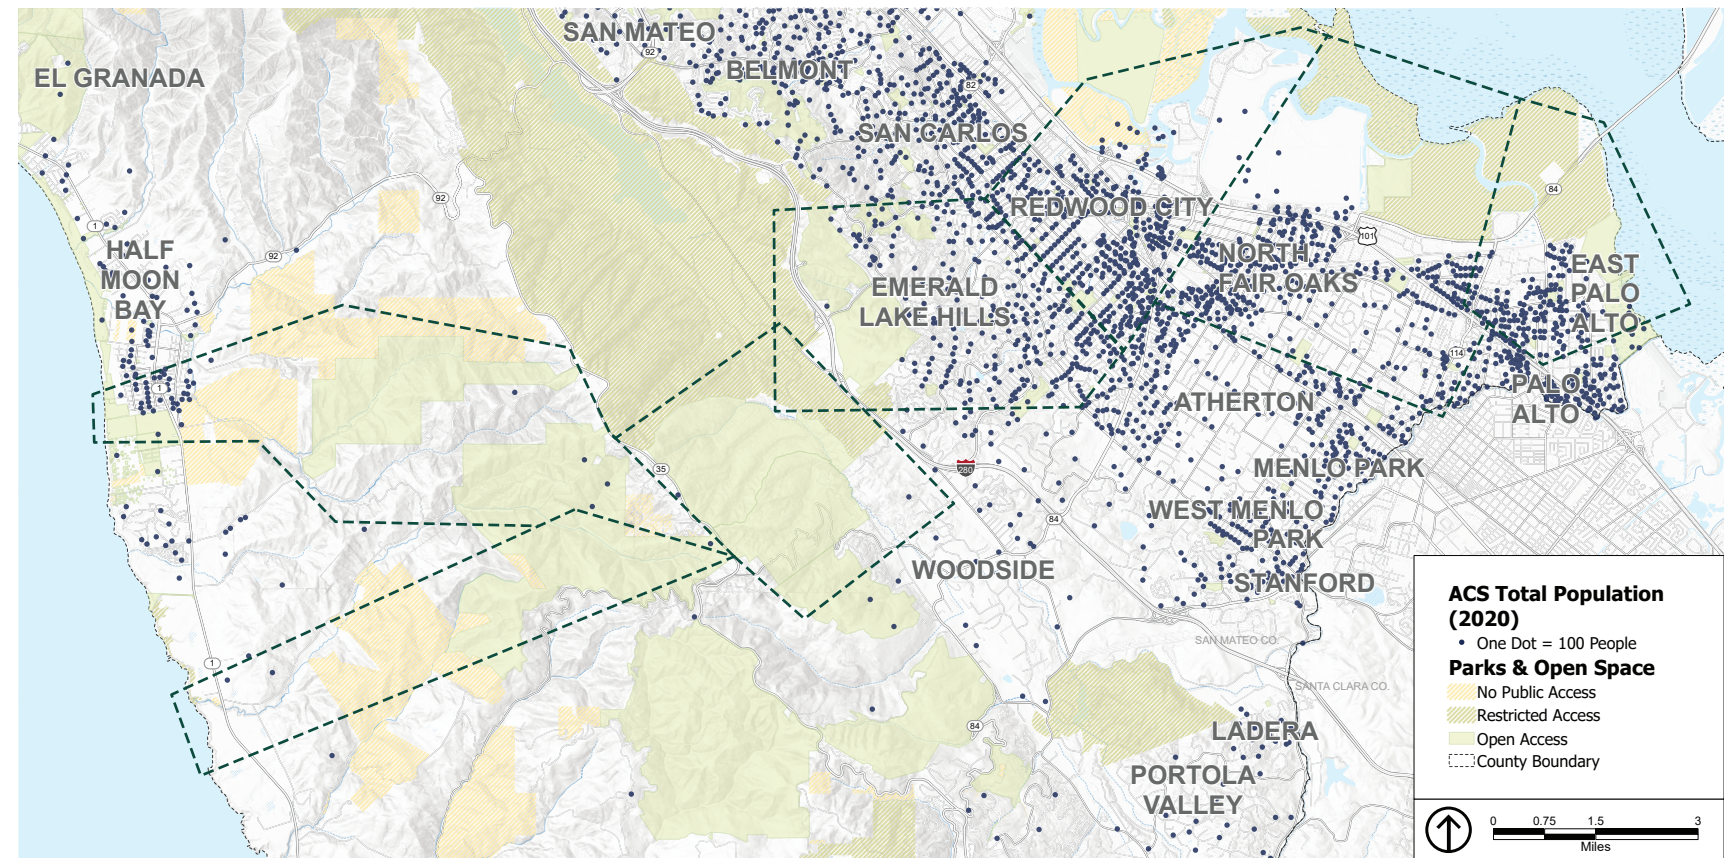 SAN MATEO
92
EL GRANADA
BELMONT
82
SAN CARLOS
84
92
REDWOOD CITY
1
101
HALF
MOON
BAY
92
NORTH
FAIR OAKS
EAST
PALO
ALTO
EMERALD
LAKE HILLS
114
1
PALO
ALTO
ATHERTON
280
35
MENLO PARK
84
WEST MENLO
PARK
WOODSIDE
STANFORD
SAN MATEO CO.
1
SANTA CLARA CO.
84
LADERA
PORTOLA
VALLEY
ACS Total Population
(2020)
One Dot = 100 People
Parks & Open Space
No Public Access
Restricted Access
Open Access
County Boundary
0 0.75 1.5 3
Miles